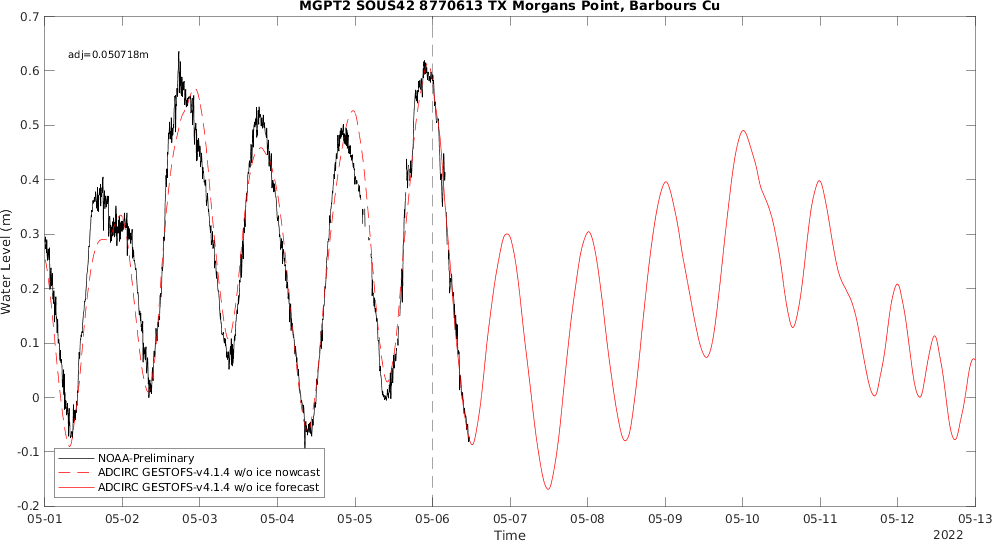 MGPT2 SOUS42 8770613 TX Morgans Point, Barbours Cu
adj=0.050718m
0.7
0.6
0.5
0.4
0.3
0.2
0.1
0
-0.1
-0.2
Water Level (m)
NOAA-Preliminary
ADCIRC GESTOFS-v4.1.4 w/o ice nowcast
ADCIRC GESTOFS-v4.1.4 w/o ice forecast
05-01 05-02 05-03 05-04 05-05 05-06 05-07 05-08 05-09 05-10 05-11 05-12 05-13
Time
2022